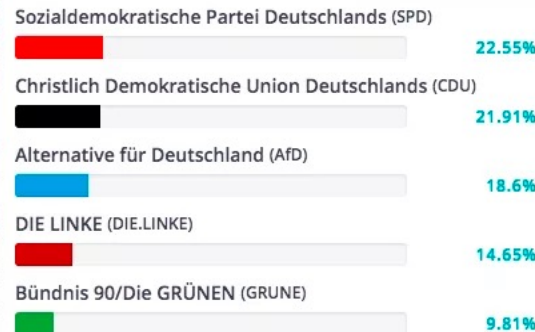 Sozialdemokratische Partei Deutschlands (SPD)
22.55%
Christlich Demokratische Union Deutschlands (CDU)
21.91%
Alternative für Deutschland (AfD)
18.6%
DIE LINKE (DIE.LINKE)
14.65%
Bündnis 90/Die GRÜNEN (GRUNE)
9.81%